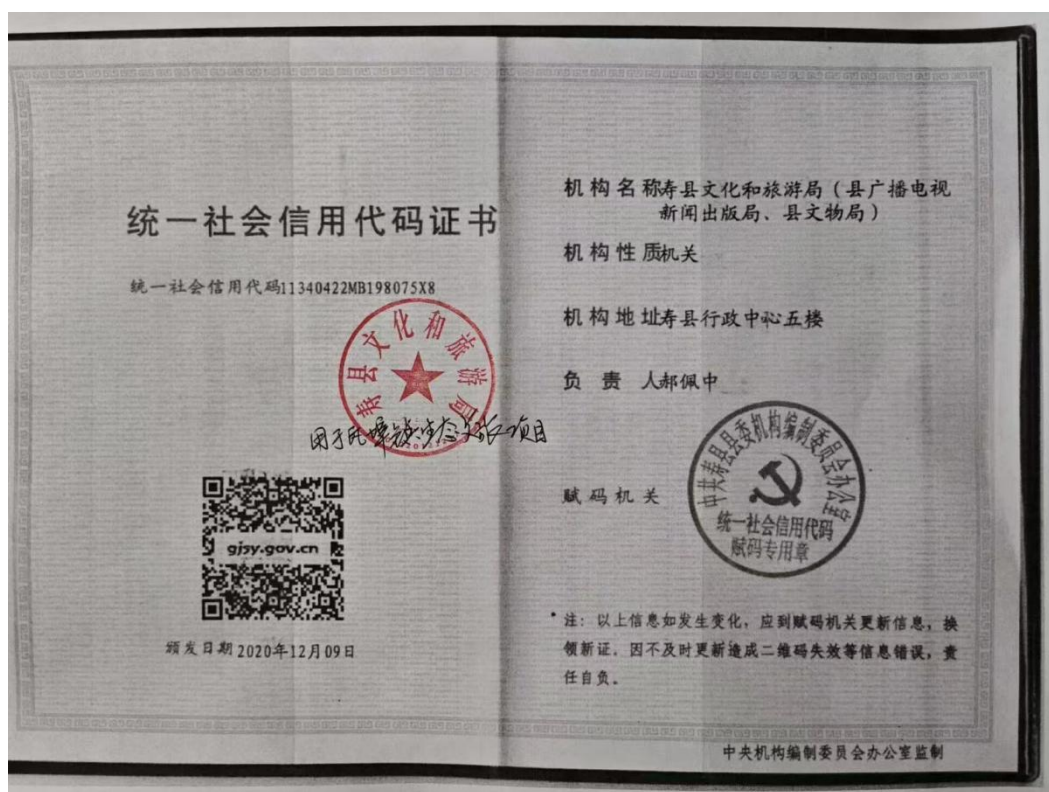 统一社会信用代码证书
统一社会信用代码11340422MB198075X8
寿县文化和旅游局
用于民
项目
gjsy.gov.cn
颁发日期2020年12月09日
机构名称寿县文化和旅游局（县广播电视
新闻出版局、县文物局）
机构性质机关
机构地址寿县行政中心五楼
负责人郝佩中
赋码机关
中共寿县县委机构编制委员会办公室
统一社会信用代码
赋码专用章
*注：以上信息如发生变化，应到赋码机关更新信息，换
领新证。因不及时更新造成二维码失效等信息错误，责
任自负。
中央机构编制委员会办公室监制